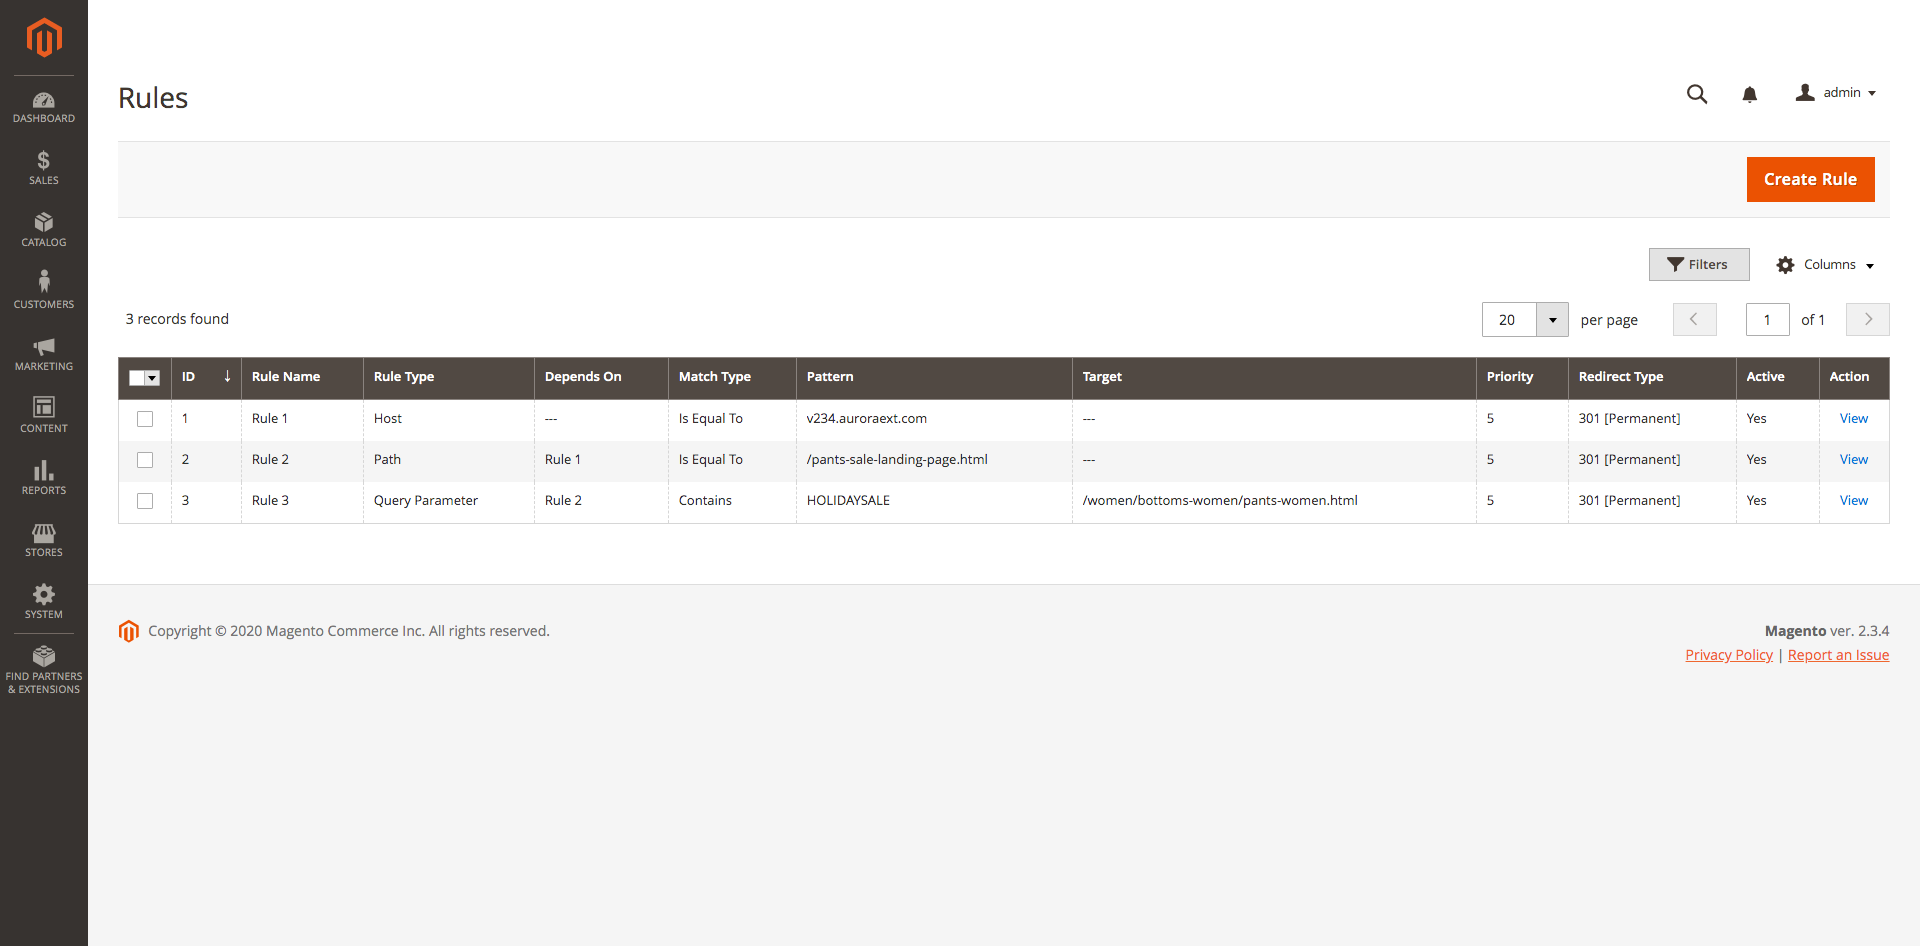 Rules
admin
DASHBOARD
SALES
CATALOG
CUSTOMERS
MARKETING
CONTENT
REPORTS
STORES
SYSTEM
FIND PARTNERS
& EXTENSIONS
Create Rule
Filters
Columns
3 records found
20 per page 1 of 1
ID ↓ Rule Name Rule Type Depends On Match Type Pattern Target Priority Redirect Type Active Action
1 Rule 1 Host --- Is Equal To v234.auroraext.com --- 5 301 [Permanent] Yes View
2 Rule 2 Path Rule 1 Is Equal To /pants-sale-landing-page.html --- 5 301 [Permanent] Yes View
3 Rule 3 Query Parameter Rule 2 Contains HOLIDAYSALE /women/bottoms-women/pants-women.html 5 301 [Permanent] Yes View
Copyright © 2020 Magento Commerce Inc. All rights reserved.
Magento ver. 2.3.4
Privacy Policy | Report an Issue